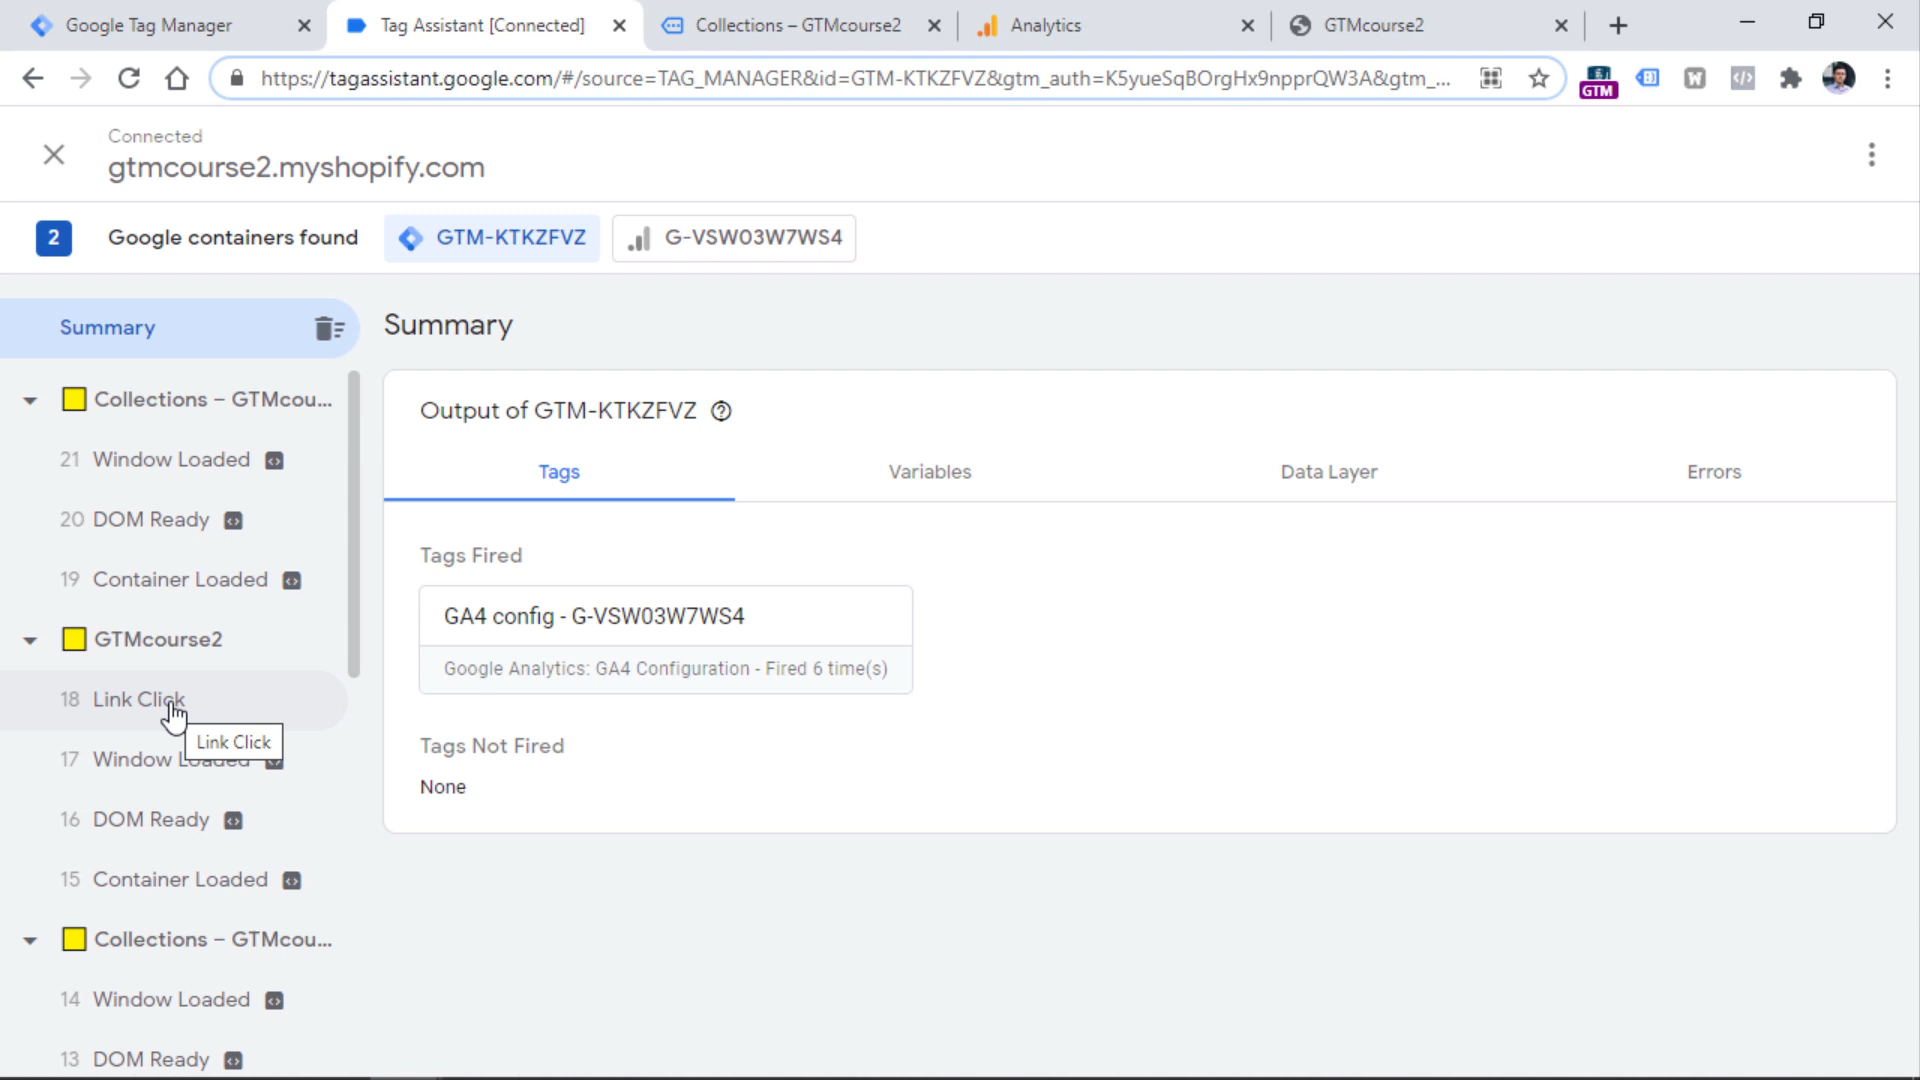 Google Tag Manager
Tag Assistant [Connected]
Collections – GTMcourse2
Analytics
GTMcourse2
https://tagassistant.google.com/#/source=TAG_MANAGER&id=GTM-KTKZFVZ&gtm_auth=K5yueSqBOrgHx9npprQW3A&gtm_...
GTM
W
Connected
gtmcourse2.myshopify.com
2
Google containers found
GTM-KTKZFVZ
G-VSW03W7WS4
Summary
Collections – GTMcou...
21 Window Loaded
20 DOM Ready
19 Container Loaded
GTMcourse2
18 Link Click
Link Click
17 Window Loaded
16 DOM Ready
15 Container Loaded
Collections – GTMcou...
14 Window Loaded
13 DOM Ready
Summary
Output of GTM-KTKZFVZ
Tags
Variables
Data Layer
Errors
Tags Fired
GA4 config - G-VSW03W7WS4
Google Analytics: GA4 Configuration - Fired 6 time(s)
Tags Not Fired
None